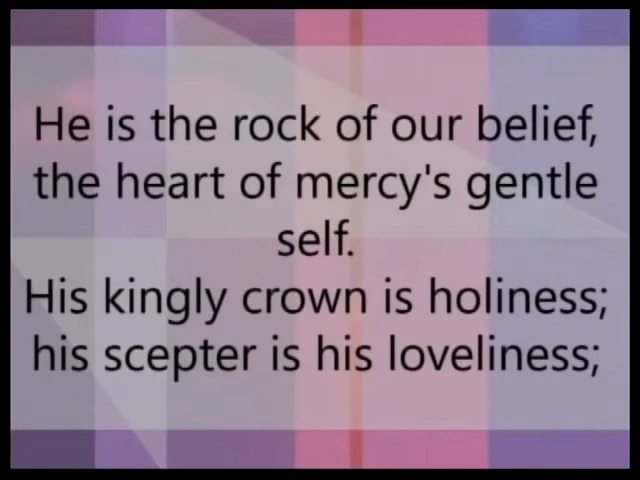 He is the rock of our belief,
the heart of mercy's gentle
self.
His kingly crown is holiness;
his scepter is his loveliness;